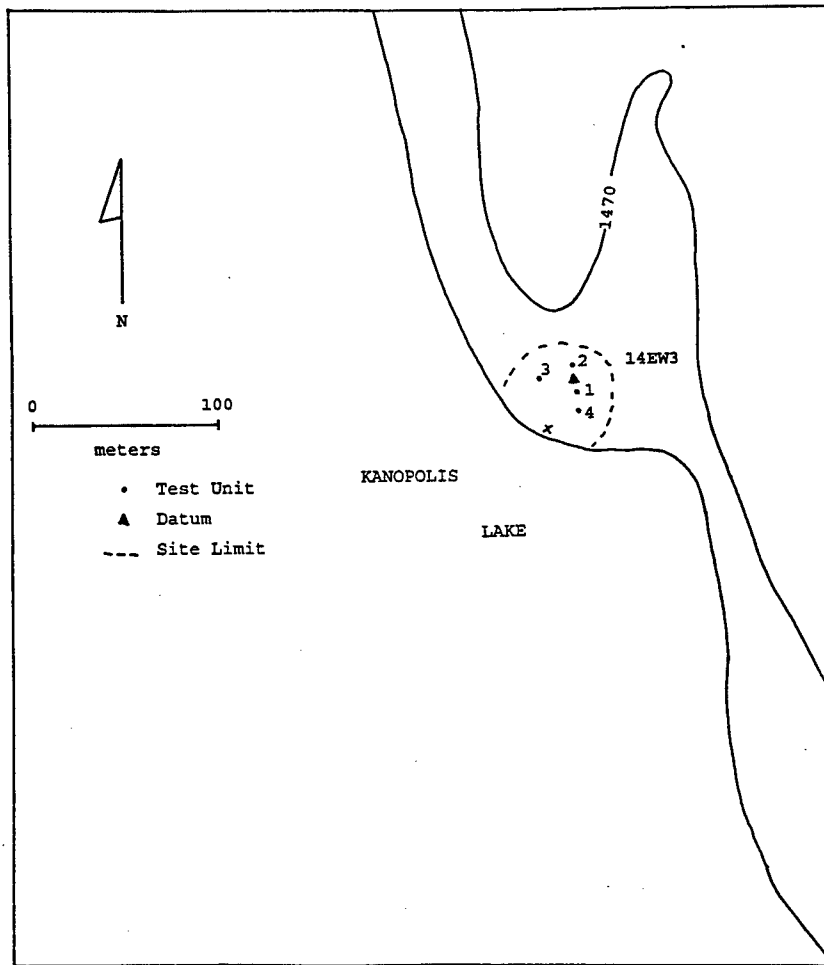 1470
N
14EW3
2
3
1
4
x
0 100
meters
Test Unit
Datum
Site Limit
KANOPOLIS
LAKE